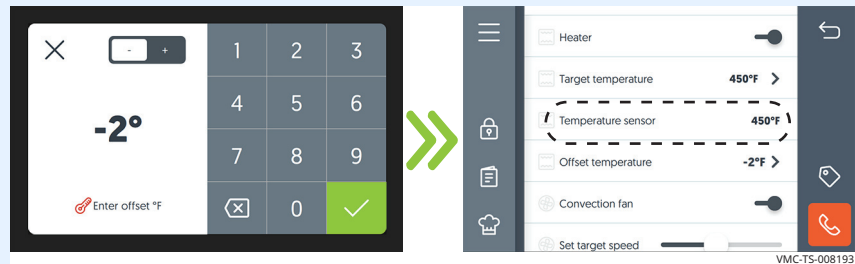 - +
-2°
Enter offset °F
1 2 3
4 5 6
7 8 9
0
Heater
Target temperature 450°F
Temperature sensor 450°F
Offset temperature -2°F
Convection fan
Set target speed
VMC-TS-008193